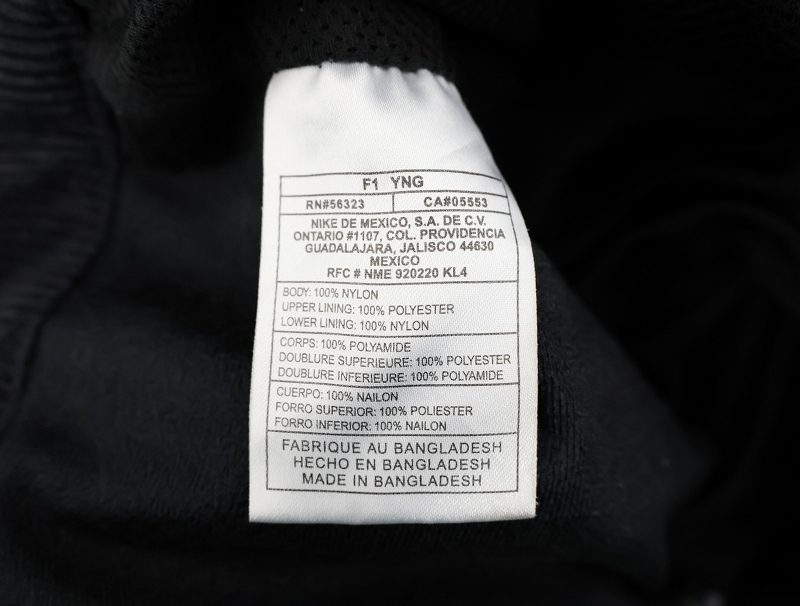 F1 YNG
RN#56323 CA#05553
NIKE DE MEXICO, S.A. DE C.V.
ONTARIO #1107, COL. PROVIDENCIA
GUADALAJARA, JALISCO 44630
MEXICO
RFC # NME 920220 KL4
BODY: 100% NYLON
UPPER LINING: 100% POLYESTER
LOWER LINING: 100% NYLON
CORPS: 100% POLYAMIDE
DOUBLURE SUPERIEURE: 100% POLYESTER
DOUBLURE INFERIEURE: 100% POLYAMIDE
CUERPO: 100% NAILON
FORRO SUPERIOR: 100% POLIESTER
FORRO INFERIOR: 100% NAILON
FABRIQUE AU BANGLADESH
HECHO EN BANGLADESH
MADE IN BANGLADESH